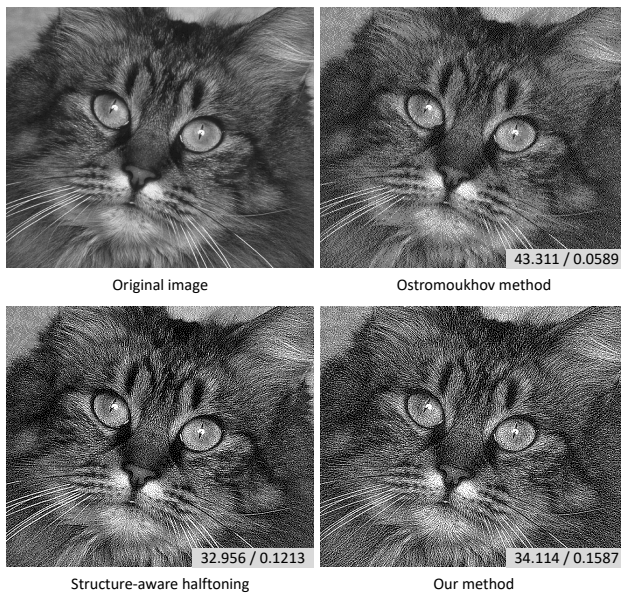 43.311 / 0.0589
Original image
Ostromoukhov method
32.956 / 0.1213
34.114 / 0.1587
Structure-aware halftoning
Our method